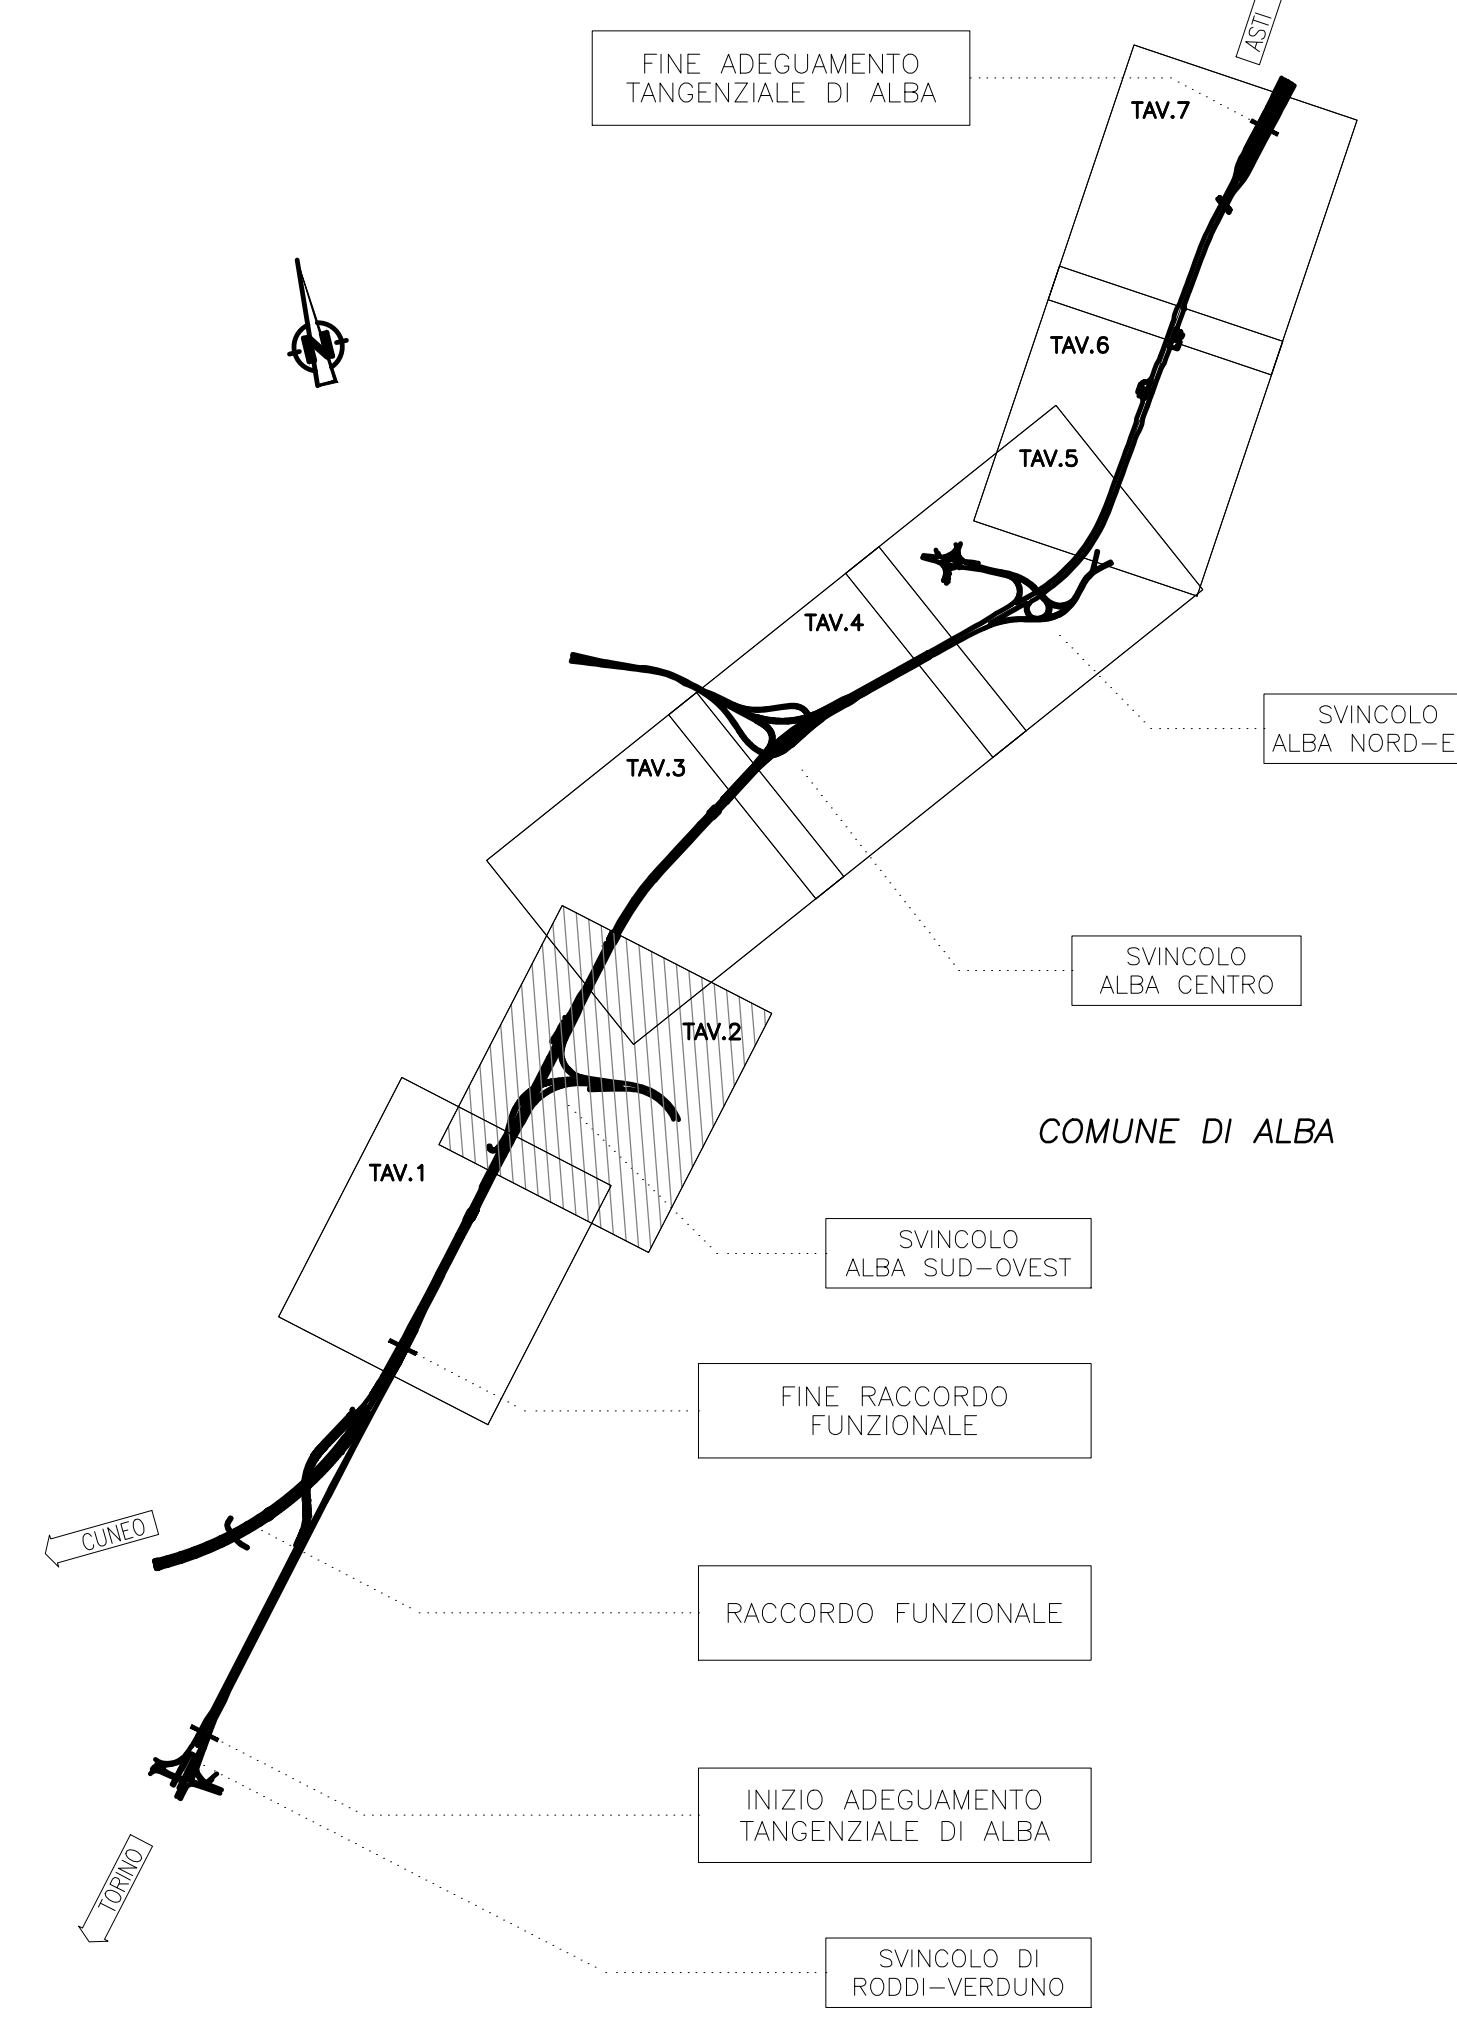 ASTI
FINE ADEGUAMENTO
TANGENZIALE DI ALBA
TAV.7
N
TAV.6
TAV.5
TAV.4
SVINCOLO
ALBA NORD-E
TAV.3
SVINCOLO
ALBA CENTRO
TAV.2
COMUNE DI ALBA
TAV.1
SVINCOLO
ALBA SUD-OVEST
FINE RACCORDO
FUNZIONALE
CUNEO
RACCORDO FUNZIONALE
INIZIO ADEGUAMENTO
TANGENZIALE DI ALBA
TORINO
SVINCOLO DI
RODDI-VERDUNO